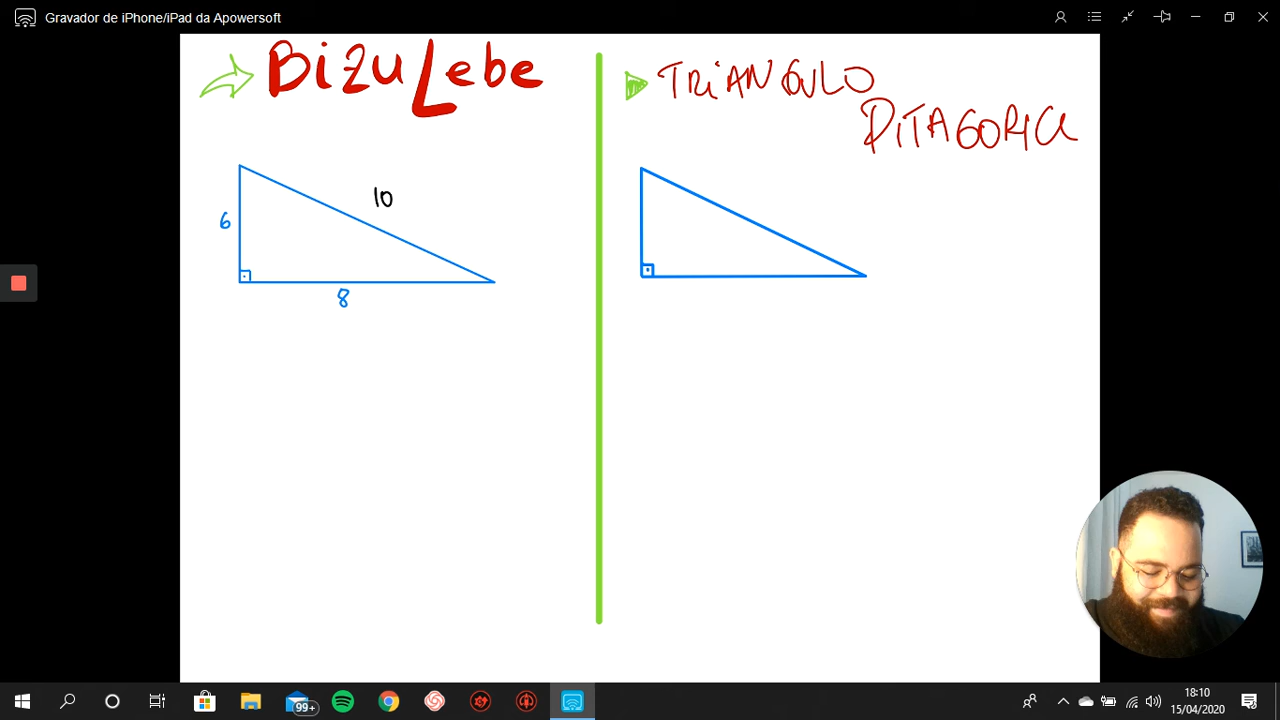 Gravador de iPhone/iPad da Apowersoft
BizuLebe
TRIANGULO
PITAGORICO
10
6
8
99+
18:10
15/04/2020